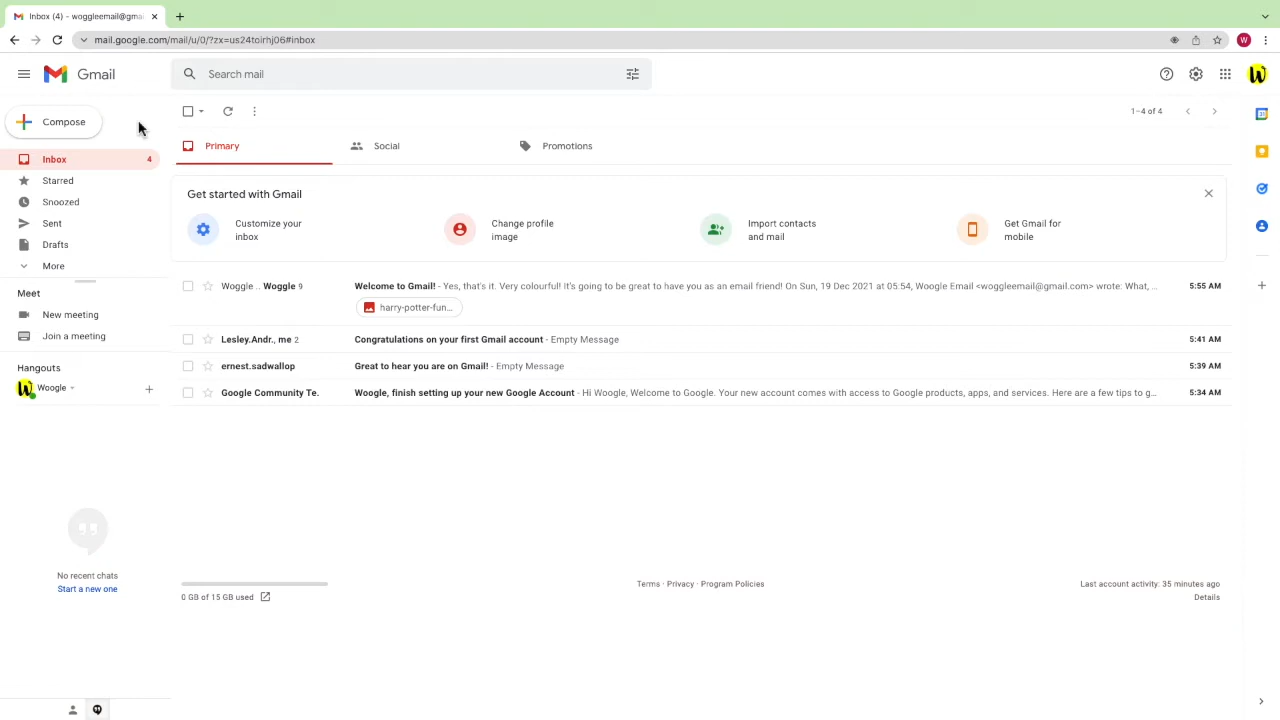 Inbox (4) - woggleemail@gmai
mail.google.com/mail/u/0/?zx=us24toirhj06#inbox
W
Gmail
Search mail
Compose
1–4 of 4
Inbox 4
Starred
Snoozed
Sent
Drafts
More
Meet
New meeting
Join a meeting
Hangouts
Woogle
No recent chats
Start a new one
Primary
Social
Promotions
Get started with Gmail
Customize your
inbox
Change profile
image
Import contacts
and mail
Get Gmail for
mobile
Woggle .. Woggle 9 Welcome to Gmail! - Yes, that's it. Very colourful! It's going to be great to have you as an email friend! On Sun, 19 Dec 2021 at 05:54, Woogle Email <woggleemail@gmail.com> wrote: What, ... 5:55 AM
harry-potter-fun...
Lesley.Andr., me 2 Congratulations on your first Gmail account - Empty Message 5:41 AM
ernest.sadwallop Great to hear you are on Gmail! - Empty Message 5:39 AM
Google Community Te. Woogle, finish setting up your new Google Account - Hi Woogle, Welcome to Google. Your new account comes with access to Google products, apps, and services. Here are a few tips to g... 5:34 AM
0 GB of 15 GB used
Terms · Privacy · Program Policies
Last account activity: 35 minutes ago
Details